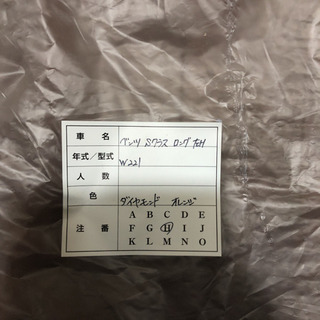 車名 ベンツ Sクラス ロング 右H
年式/型式 W221
人数
色 ダイヤモンド オレンジ
A B C D E
注番 F G H I J
K L M N O